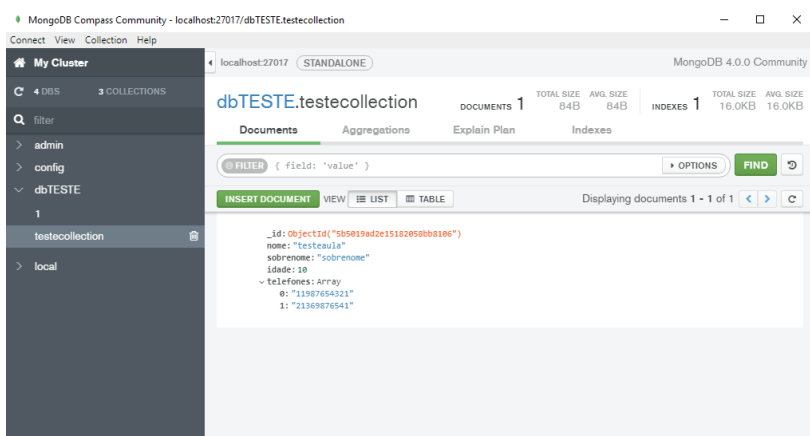 MongoDB Compass Community - localhost:27017/dbTESTE.testecollection
Connect View Collection Help
My Cluster
4 DBS 3 COLLECTIONS
filter
admin
config
dbTESTE
1
testecollection
local
localhost:27017 STANDALONE MongoDB 4.0.0 Community
dbTESTE.testecollection
DOCUMENTS 1 TOTAL SIZE 84B AVG. SIZE 84B INDEXES 1 TOTAL SIZE 16.0KB AVG. SIZE 16.0KB
Documents Aggregations Explain Plan Indexes
FILTER { field: 'value' } OPTIONS FIND
INSERT DOCUMENT VIEW LIST TABLE Displaying documents 1 - 1 of 1 < > C
_id:ObjectId("5b5019ad2e15182058bb8106")
nome:"testeaula"
sobrenome:"sobrenome"
idade:10
telefones:Array
0:"11987654321"
1:"21369876541"